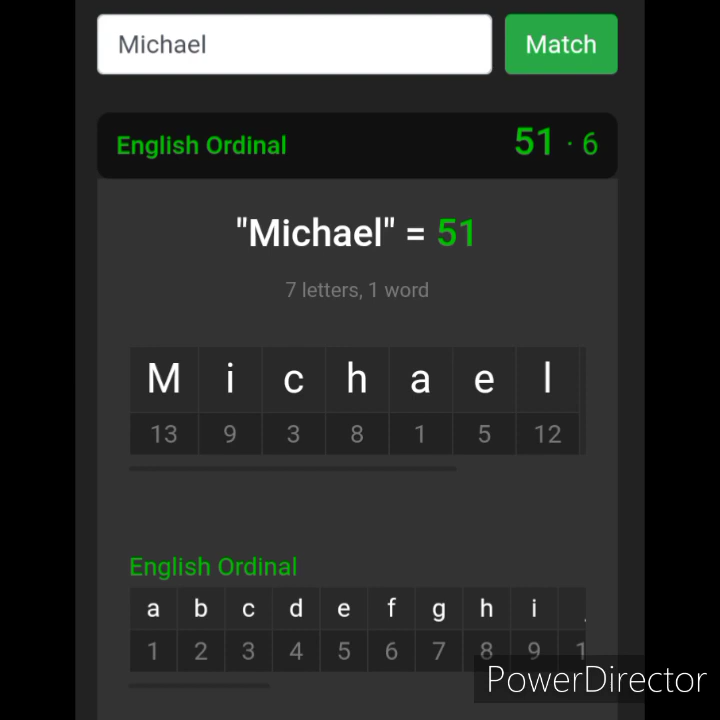 Michael Match
English Ordinal 51 · 6
"Michael" = 51
7 letters, 1 word
M i c h a e l
13 9 3 8 1 5 12
English Ordinal
a b c d e f g h i
1 2 3 4 5 6 7 8 9 1
PowerDirector